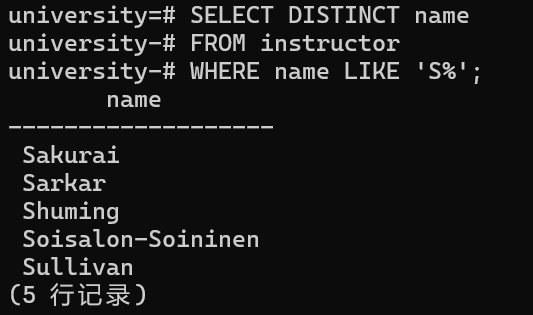 university=# SELECT DISTINCT name
university-# FROM instructor
university-# WHERE name LIKE 'S%';
name
-------------------
Sakurai
Sarkar
Shuming
Soisalon-Soininen
Sullivan
(5 行记录)